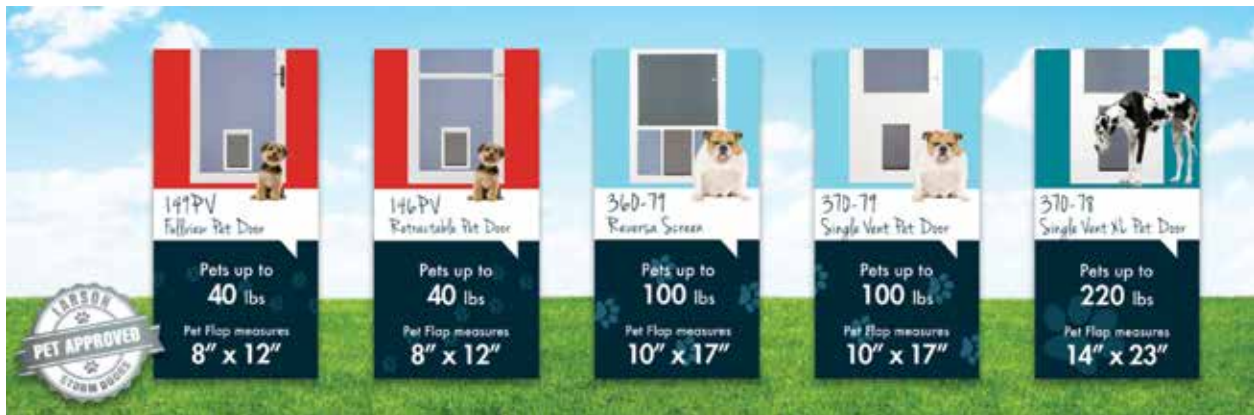 149PV
Fullview Pet Door
Pets up to
40 lbs
Pet Flap measures
8" x 12"
146PV
Retractable Pet Door
Pets up to
40 lbs
Pet Flap measures
8" x 12"
360-79
Reversa Screen
Pets up to
100 lbs
Pet Flap measures
10" x 17"
370-79
Single Vent Pet Door
Pets up to
100 lbs
Pet Flap measures
10" x 17"
370-78
Single Vent XL Pet Door
Pets up to
220 lbs
Pet Flap measures
14" x 23"
LARSON
PET APPROVED
STORM DOORS